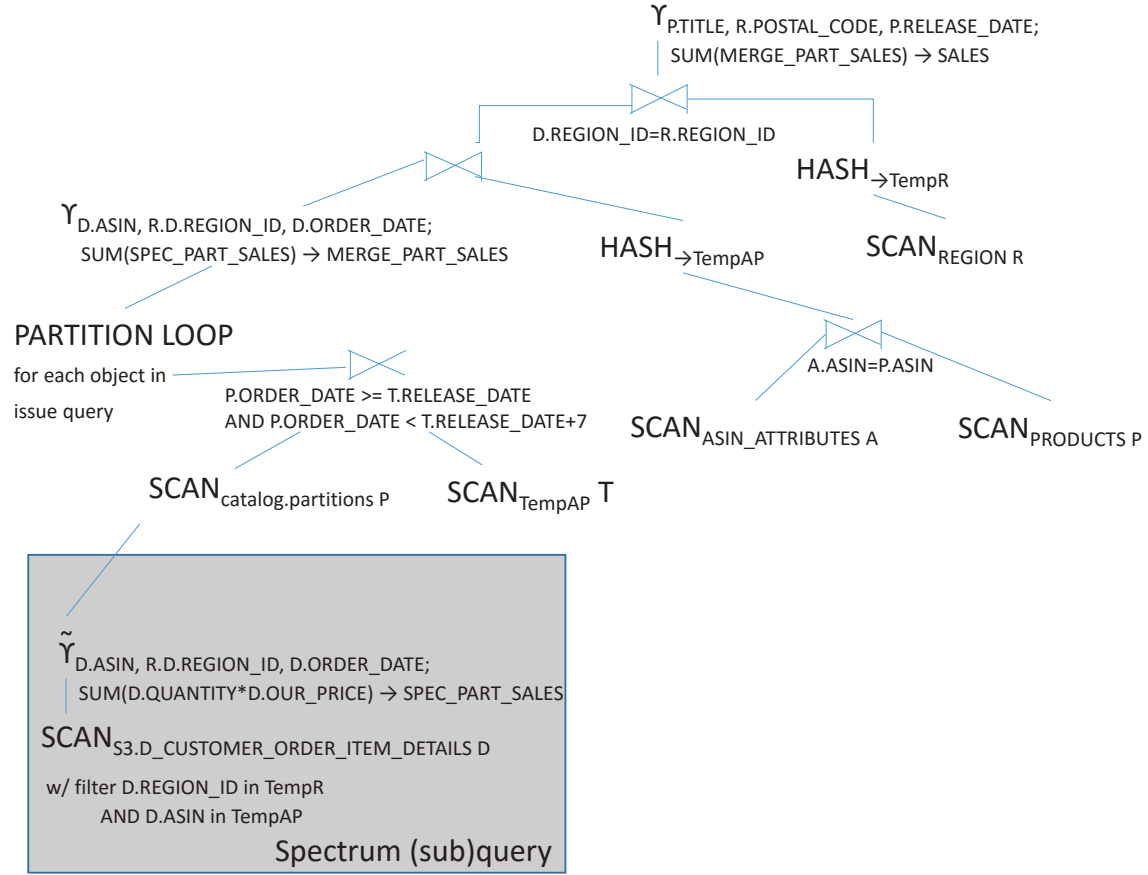 ϒP.TITLE, R.POSTAL_CODE, P.RELEASE_DATE;
SUM(MERGE_PART_SALES) → SALES
D.REGION_ID=R.REGION_ID
HASH→TempR
SCANREGION R
ϒD.ASIN, R.D.REGION_ID, D.ORDER_DATE;
SUM(SPEC_PART_SALES) → MERGE_PART_SALES
HASH→TempAP
PARTITION LOOP
for each object in
issue query
P.ORDER_DATE >= T.RELEASE_DATE
AND P.ORDER_DATE < T.RELEASE_DATE+7
A.ASIN=P.ASIN
SCANASIN_ATTRIBUTES A
SCANPRODUCTS P
SCANcatalog.partitions P
SCANTempAP T
ϒ̃D.ASIN, R.D.REGION_ID, D.ORDER_DATE;
SUM(D.QUANTITY*D.OUR_PRICE) → SPEC_PART_SALES
SCANS3.D_CUSTOMER_ORDER_ITEM_DETAILS D
w/ filter D.REGION_ID in TempR
AND D.ASIN in TempAP
Spectrum (sub)query